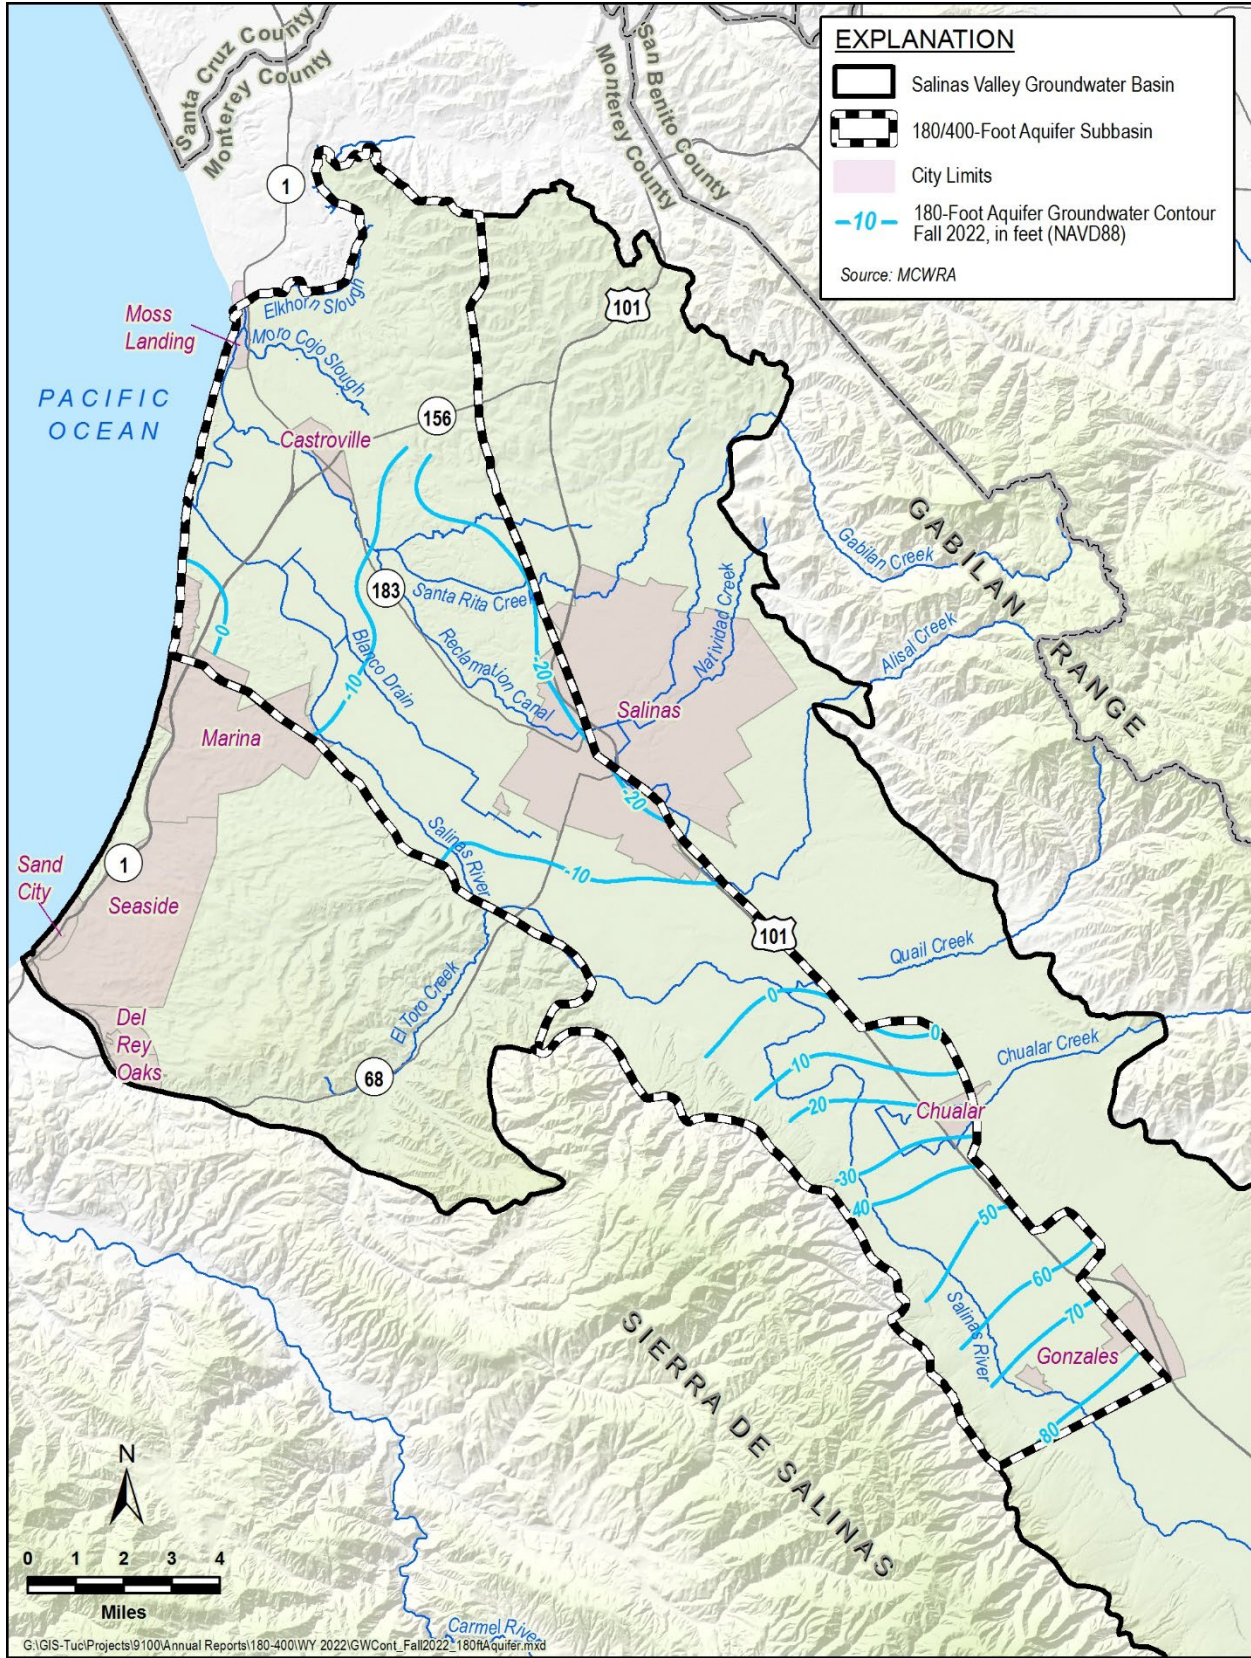 EXPLANATION
Salinas Valley Groundwater Basin
180/400-Foot Aquifer Subbasin
City Limits
-10
180-Foot Aquifer Groundwater Contour
Fall 2022, in feet (NAVD88)
Source: MCWRA
Santa Cruz County
Monterey County
San Benito County
Monterey County
1
101
Elkhorn Slough
Moss
Landing
Moro Cojo Slough
PACIFIC
OCEAN
156
Castroville
GABILAN
RANGE
Gabilan Creek
183
Santa Rita Creek
Natividad Creek
0
Blanco Drain
Reclamation Canal
Alisal Creek
-10
-20
Salinas
Marina
-20
Salinas River
-10
Sand
City
1
Seaside
101
Quail Creek
El Toro Creek
0
0
Del
Rey
Oaks
68
Chualar Creek
10
20
Chualar
-30
40
50
60
Salinas River
70
Gonzales
80
SIERRA DE SALINAS
N
0 1 2 3 4
Miles
Carmel River
G:\GIS-Tuc\Projects\9100\Annual Reports\180-400\WY 2022\GWCont_Fall2022_180ftAquifer.mxd